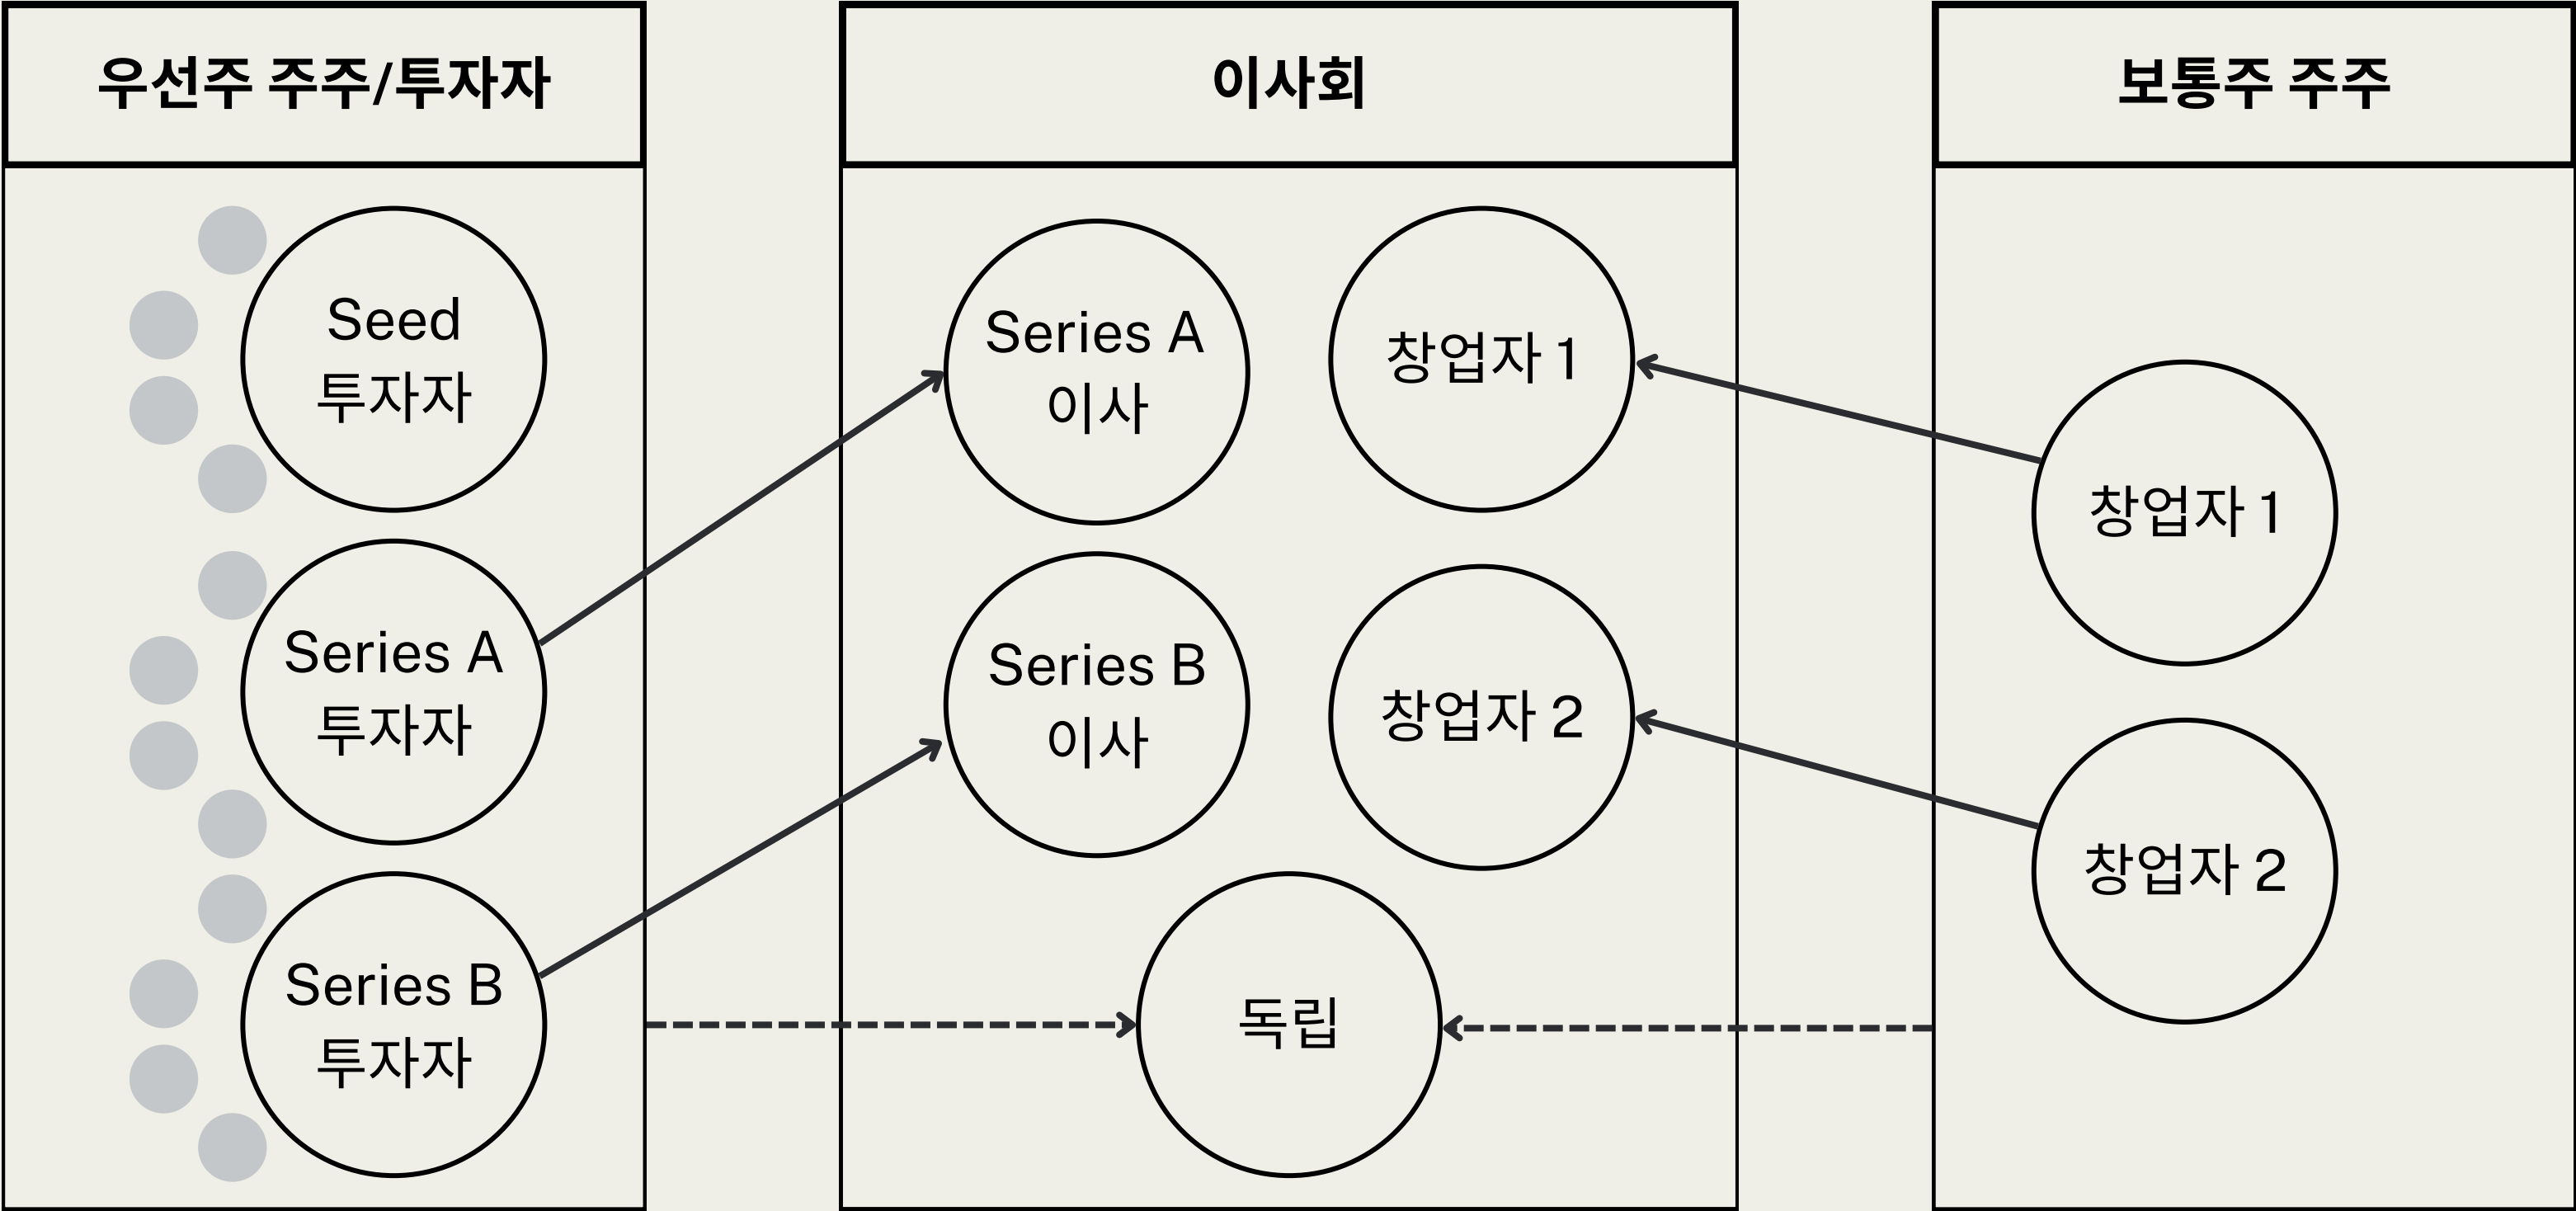 우선주 주주/투자자
Seed
투자자
Series A
투자자
Series B
투자자
이사회
Series A
이사
창업자 1
Series B
이사
창업자 2
독립
보통주 주주
창업자 1
창업자 2